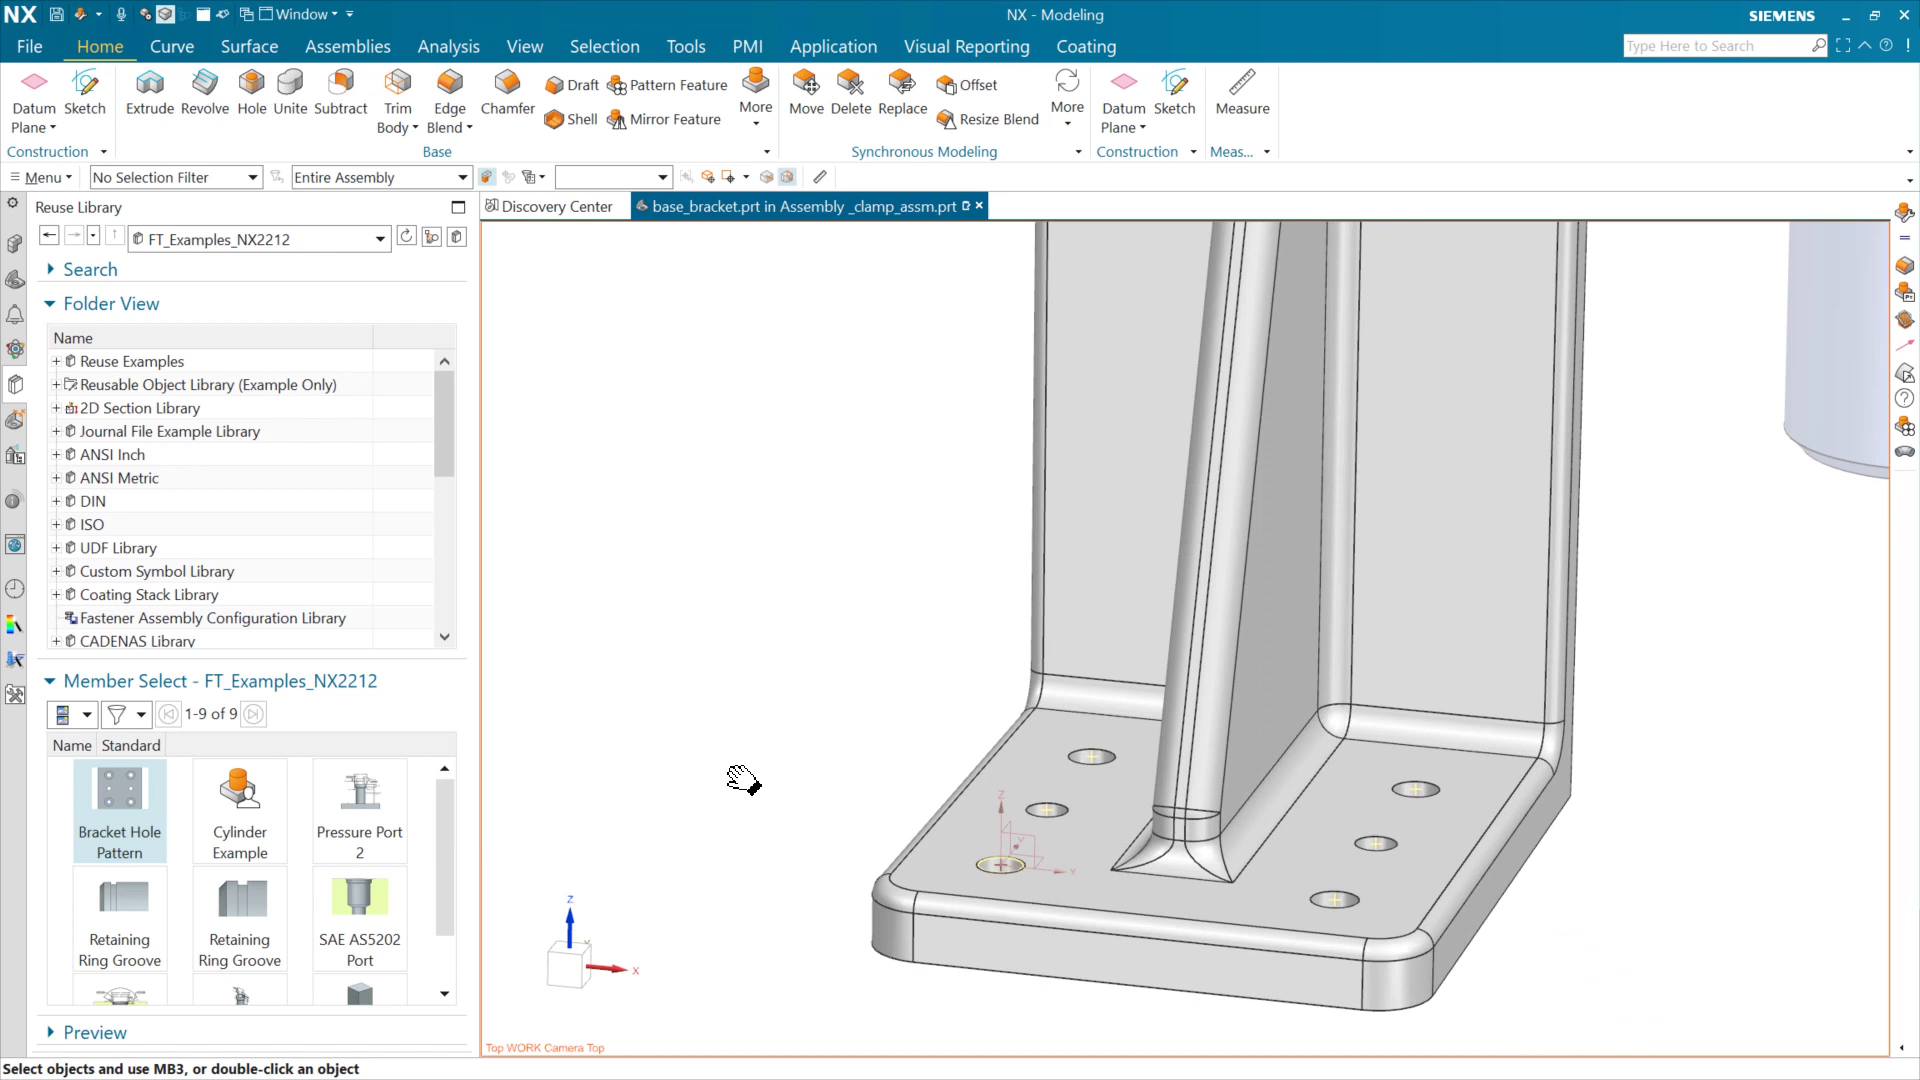 NX Window NX - Modeling SIEMENS
File Home Curve Surface Assemblies Analysis View Selection Tools PMI Application Visual Reporting Coating Type Here to Search
Datum Plane
Sketch
Extrude
Revolve
Hole
Unite
Subtract
Trim Body
Edge Blend
Chamfer
Draft
Shell
Pattern Feature
Mirror Feature
More
Move
Delete
Replace
Offset
Resize Blend
More
Datum Plane
Sketch
Measure
Construction Base Synchronous Modeling Construction Meas...
Menu No Selection Filter Entire Assembly
Reuse Library
Discovery Center base_bracket.prt in Assembly _clamp_assm.prt
FT_Examples_NX2212
Search
Folder View
Name
Reuse Examples
Reusable Object Library (Example Only)
2D Section Library
Journal File Example Library
ANSI Inch
ANSI Metric
DIN
ISO
UDF Library
Custom Symbol Library
Coating Stack Library
Fastener Assembly Configuration Library
CADENAS Library
Member Select - FT_Examples_NX2212
1-9 of 9
Name Standard
Bracket Hole Pattern
Cylinder Example
Pressure Port 2
Retaining Ring Groove
Retaining Ring Groove
SAE AS5202 Port
Preview
Z
Y
Z
X
Top WORK Camera Top
Select objects and use MB3, or double-click an object